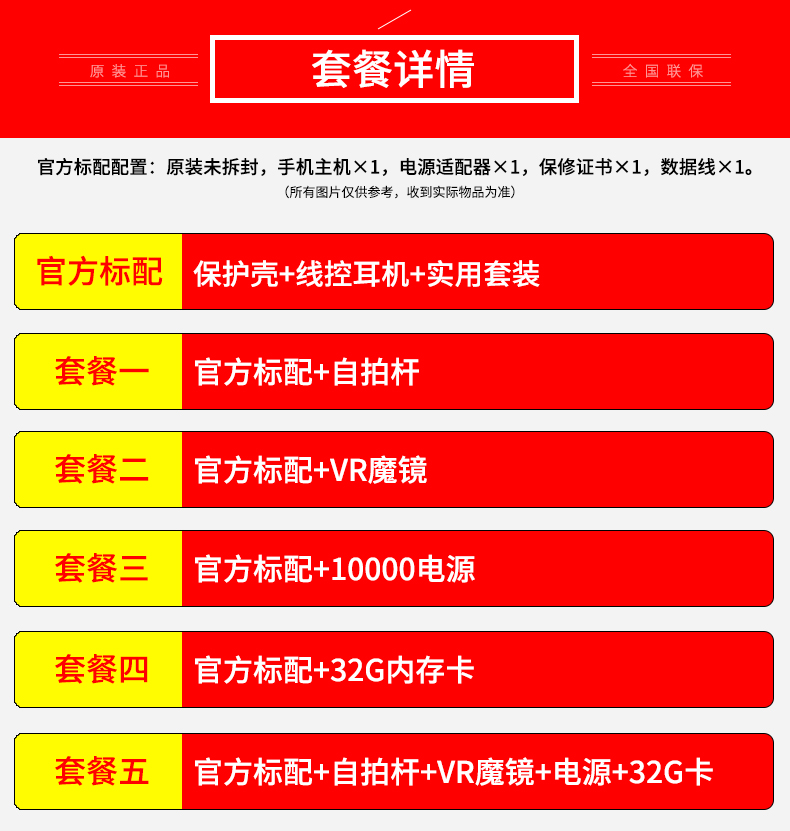 原装正品
套餐详情
全国联保
官方标配配置：原装未拆封，手机主机×1，电源适配器×1，保修证书×1，数据线×1。
（所有图片仅供参考，收到实际物品为准）
官方标配 保护壳+线控耳机+实用套装
套餐一 官方标配+自拍杆
套餐二 官方标配+VR魔镜
套餐三 官方标配+10000电源
套餐四 官方标配+32G内存卡
套餐五 官方标配+自拍杆+VR魔镜+电源+32G卡